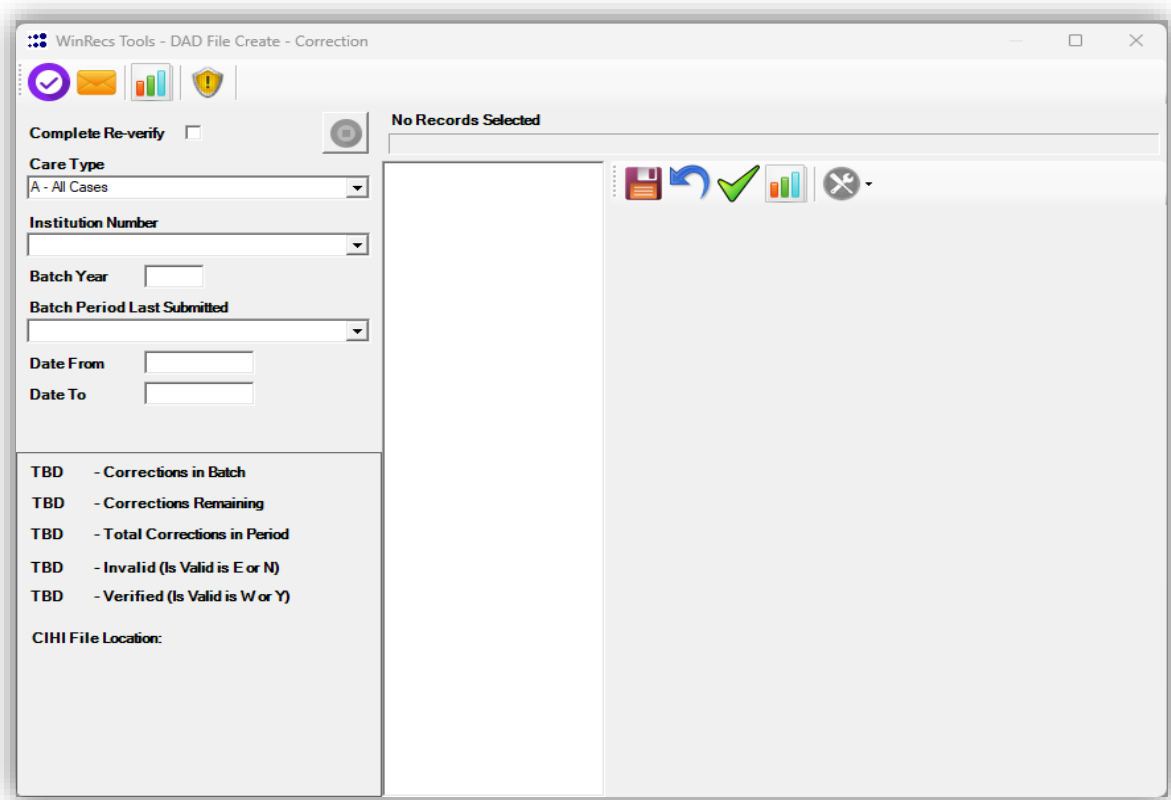 WinRecs Tools - DAD File Create - Correction
Complete Re-verify
No Records Selected
Care Type
A - All Cases
Institution Number
Batch Year
Batch Period Last Submitted
Date From
Date To
TBD - Corrections in Batch
TBD - Corrections Remaining
TBD - Total Corrections in Period
TBD - Invalid (Is Valid is E or N)
TBD - Verified (Is Valid is W or Y)
CIHI File Location: